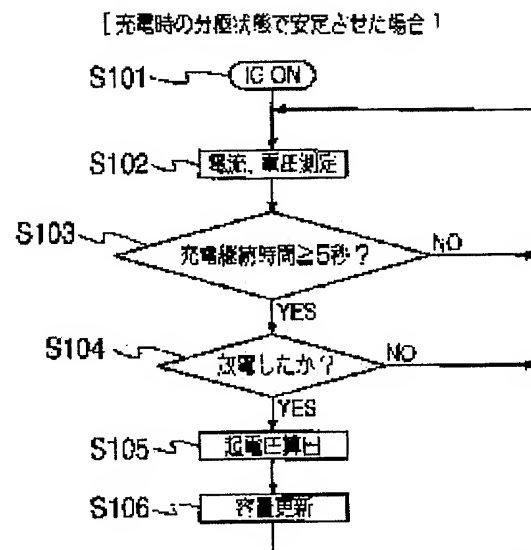 [ 充電時の分極状態で安定させた場合 ]
S101 IG ON
S102 電流、電圧測定
S103 充電継続時間≧5秒? NO
YES
S104 放電したか? NO
YES
S105 起電圧算出
S106 容量更新